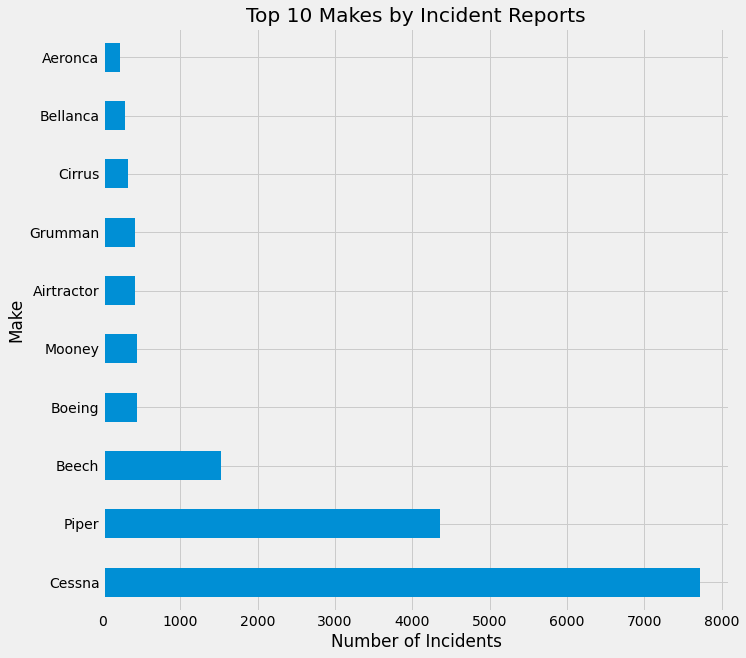 Top 10 Makes by Incident Reports
Aeronca
Bellanca
Cirrus
Grumman
Airtractor
Mooney
Boeing
Beech
Piper
Cessna
Make
0 1000 2000 3000 4000 5000 6000 7000 8000
Number of Incidents